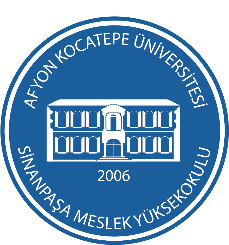 AFYON KOCATEPE ÜNİVERSİTESİ
2006
SİNANPAŞA MESLEK YÜKSEKOKULU